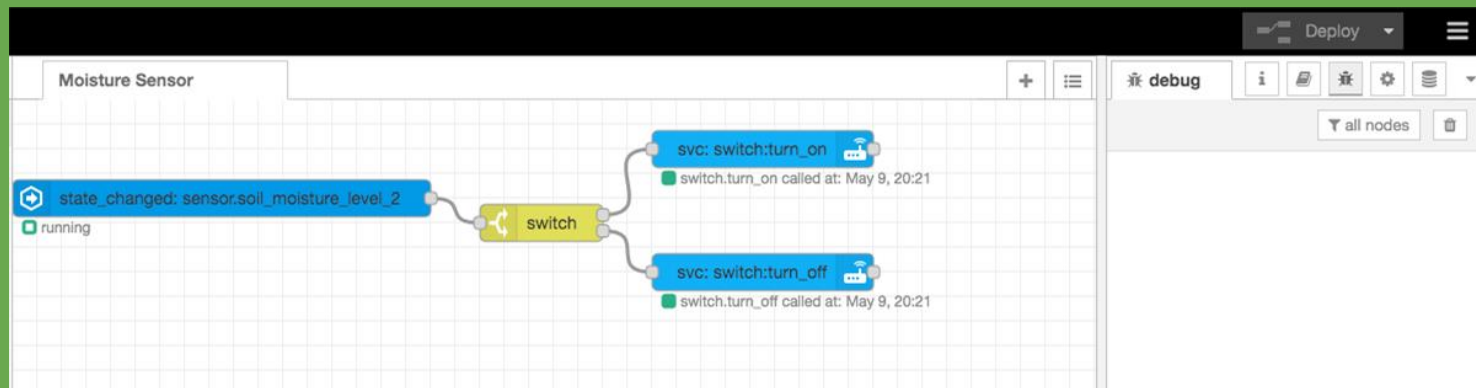 Deploy
Moisture Sensor
debug
i
all nodes
svc: switch:turn_on
switch.turn_on called at: May 9, 20:21
state_changed: sensor.soil_moisture_level_2
running
switch
svc: switch:turn_off
switch.turn_off called at: May 9, 20:21